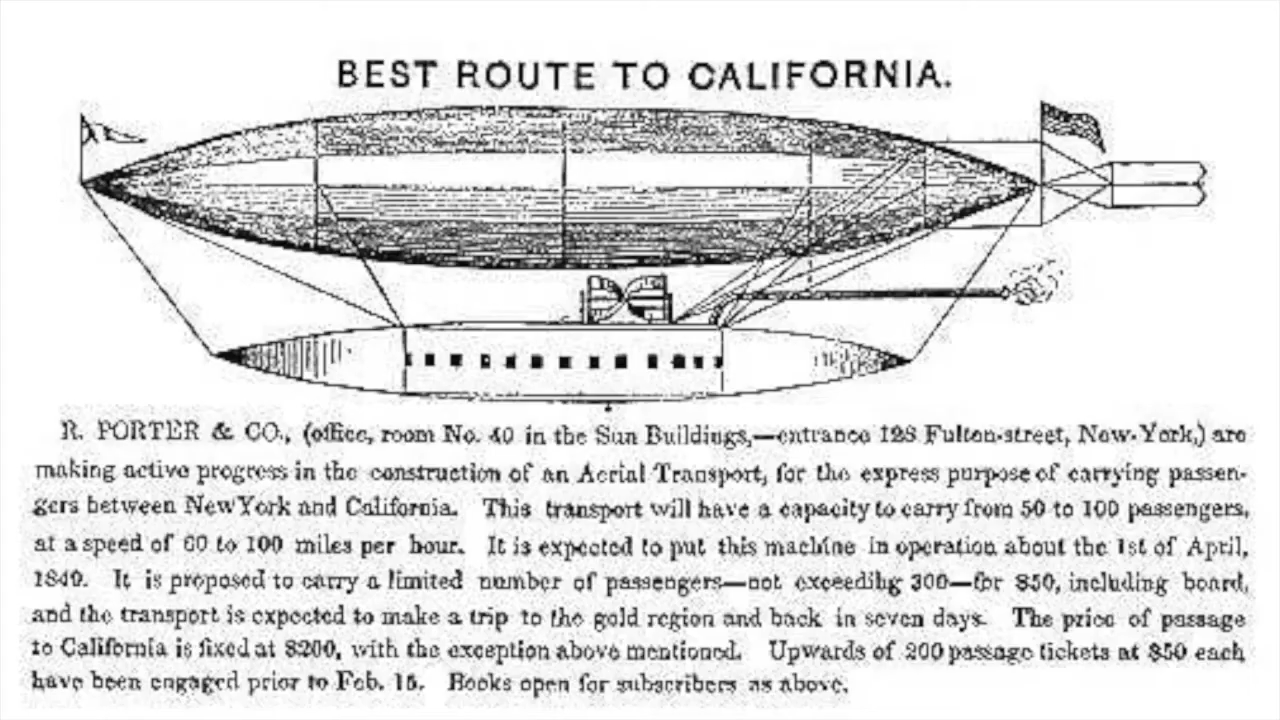 BEST ROUTE TO CALIFORNIA.
R. PORTER & CO., (office, room No. 40 in the Sun Buildings,—entrance 128 Fulton-street, New-York,) are
making active progress in the construction of an Aerial Transport, for the express purpose of carrying passen-
gers between New York and California. This transport will have a capacity to carry from 50 to 100 passengers,
at a speed of 60 to 100 miles per hour. It is expected to put this machine in operation about the 1st of April,
1849. It is proposed to carry a limited number of passengers—not exceeding 300—for $50, including board,
and the transport is expected to make a trip to the gold region and back in seven days. The price of passage
to California is fixed at $200, with the exception above mentioned. Upwards of 200 passage tickets at $50 each
have been engaged prior to Feb. 15. Books open for subscribers as above.